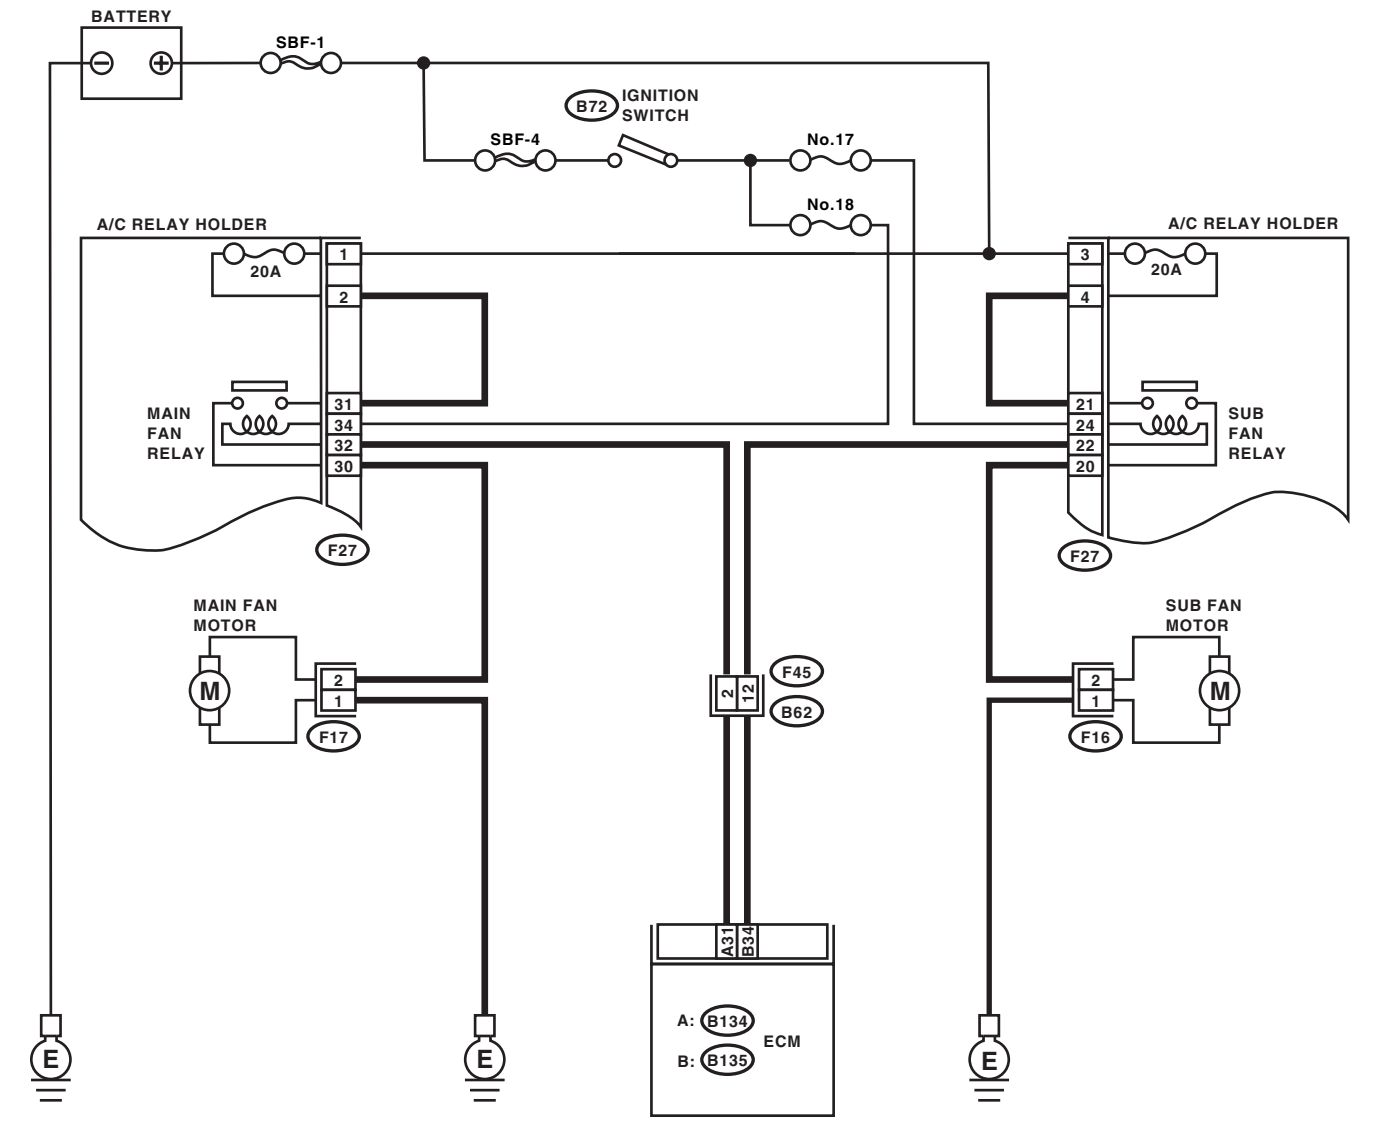 BATTERY
SBF-1
B72
IGNITION
SWITCH
SBF-4
No.17
No.18
A/C RELAY HOLDER
A/C RELAY HOLDER
20A
1
2
3
4
20A
MAIN
FAN
RELAY
31
34
32
30
21
24
22
20
SUB
FAN
RELAY
F27
F27
MAIN FAN
MOTOR
M
2
1
F17
2
12
F45
B62
SUB FAN
MOTOR
2
1
M
F16
A31
B34
A: B134
B: B135
ECM
E
E
E